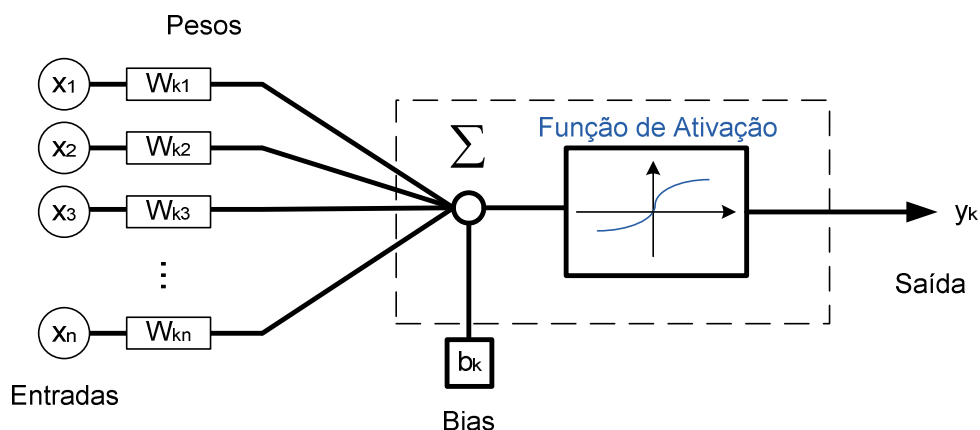 Pesos
x1
Wk1
x2
Wk2
x3
Wk3
...
xn
Wkn
Entradas
Σ
Função de Ativação
bk
Bias
yk
Saída